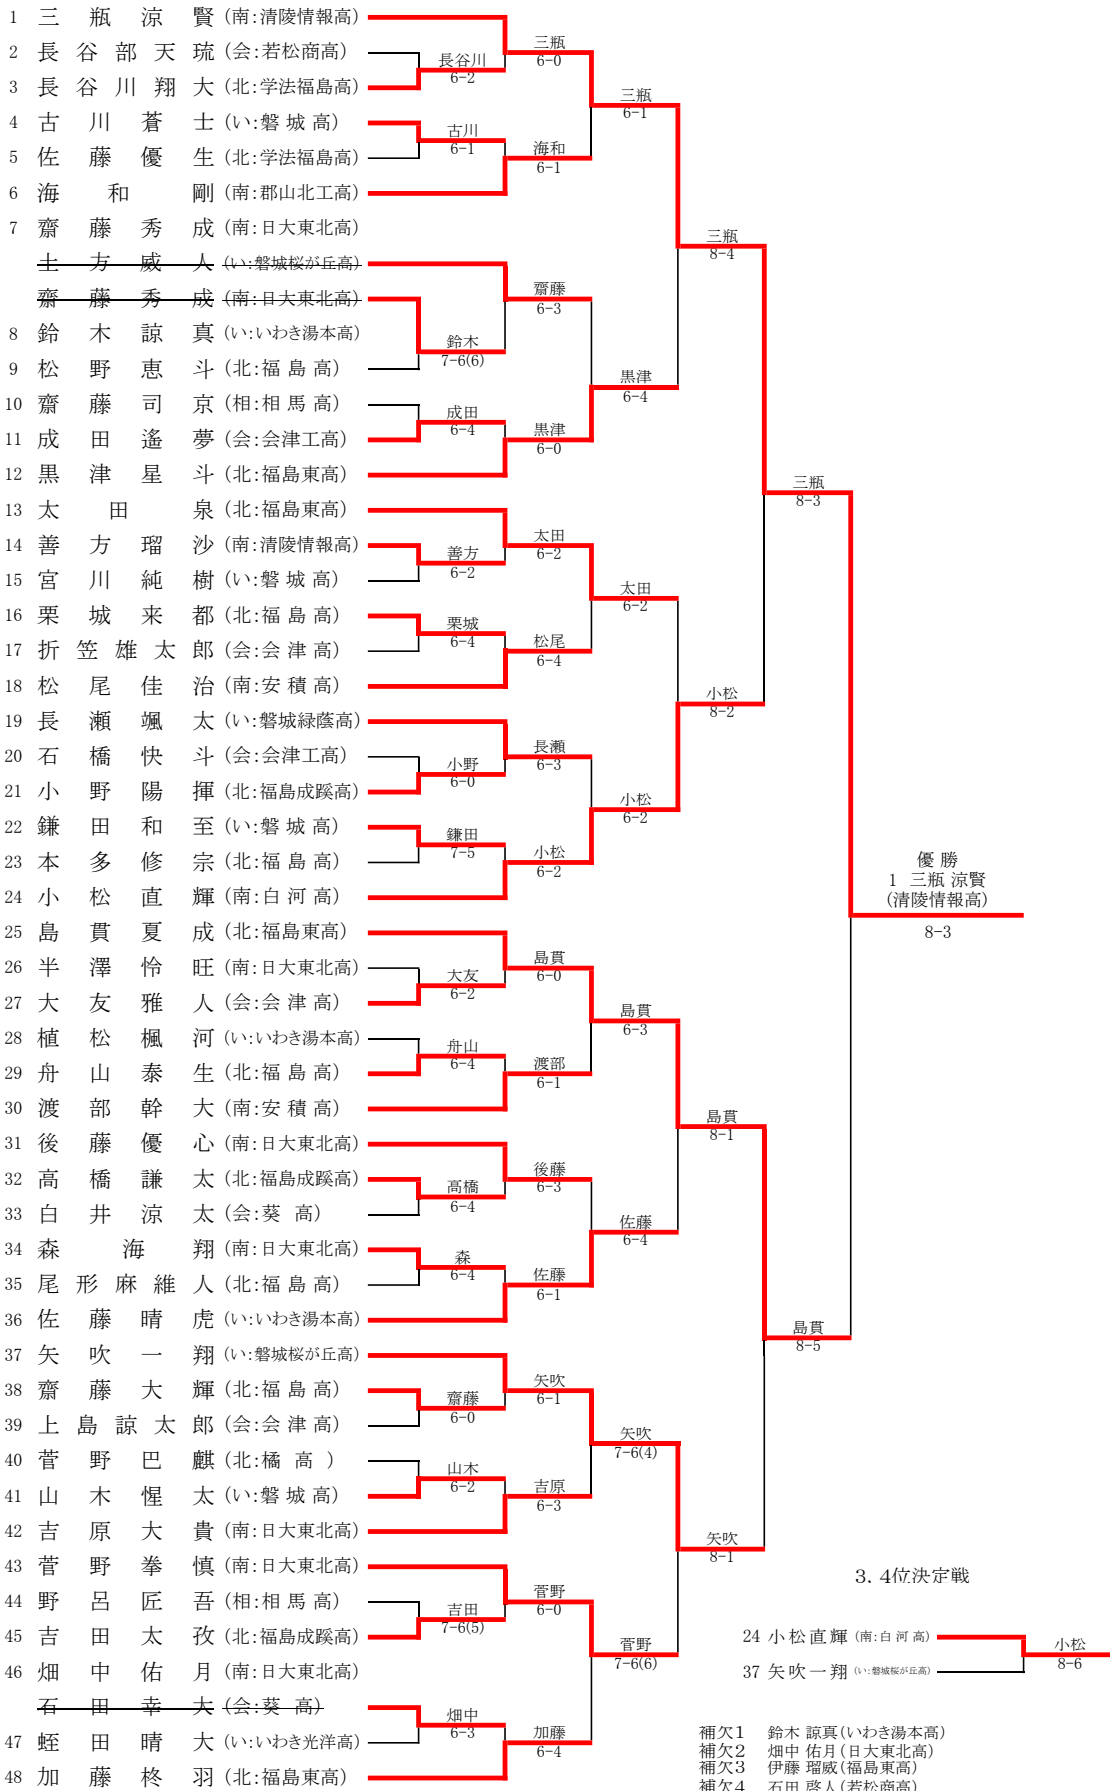 1 三瓶涼賢 (南:清陵情報高)
2 長谷部天琉 (会:若松商高)
3 長谷川翔大 (北:学法福島高)
4 古川蒼士 (い:磐城高)
5 佐藤優生 (北:学法福島高)
6 海和剛 (南:郡山北工高)
7 齋藤秀成 (南:日大東北高)
土方威人 (い:磐城桜が丘高)
齋藤秀成 (南:日大東北高)
8 鈴木諒真 (い:いわき湯本高)
9 松野恵斗 (北:福島高)
10 齋藤司京 (相:相馬高)
11 成田遙夢 (会:会津工高)
12 黒津星斗 (北:福島東高)
13 太田泉 (北:福島東高)
14 善方瑠沙 (南:清陵情報高)
15 宮川純樹 (い:磐城高)
16 栗城来都 (北:福島高)
17 折笠雄太郎 (会:会津高)
18 松尾佳治 (南:安積高)
19 長瀬颯太 (い:磐城緑蔭高)
20 石橋快斗 (会:会津工高)
21 小野陽揮 (北:福島成蹊高)
22 鎌田和至 (い:磐城高)
23 本多修宗 (北:福島高)
24 小松直輝 (南:白河高)
25 島貫夏成 (北:福島東高)
26 半澤怜旺 (南:日大東北高)
27 大友雅人 (会:会津高)
28 植松楓河 (い:いわき湯本高)
29 舟山泰生 (北:福島高)
30 渡部幹大 (南:安積高)
31 後藤優心 (南:日大東北高)
32 高橋謙太 (北:福島成蹊高)
33 白井涼太 (会:葵高)
34 森海翔 (南:日大東北高)
35 尾形麻維人 (北:福島高)
36 佐藤晴虎 (い:いわき湯本高)
37 矢吹一翔 (い:磐城桜が丘高)
38 齋藤大輝 (北:福島高)
39 上島諒太郎 (会:会津高)
40 菅野巴麒 (北:橘高)
41 山木惺太 (い:磐城高)
42 吉原大貴 (南:日大東北高)
43 菅野拳慎 (南:日大東北高)
44 野呂匠吾 (相:相馬高)
45 吉田太孜 (北:福島成蹊高)
46 畑中佑月 (南:日大東北高)
石田幸大 (会:葵高)
47 蛭田晴大 (い:いわき光洋高)
48 加藤柊羽 (北:福島東高)
長谷川
6-2
古川
6-1
鈴木
7-6(6)
成田
6-4
善方
6-2
栗城
6-4
小野
6-0
鎌田
7-5
大友
6-2
舟山
6-4
高橋
6-4
森
6-4
齋藤
6-0
山木
6-2
吉田
7-6(5)
畑中
6-3
三瓶
6-0
海和
6-1
齋藤
6-3
黒津
6-0
太田
6-2
松尾
6-4
長瀬
6-3
小松
6-2
島貫
6-0
渡部
6-1
後藤
6-3
佐藤
6-1
矢吹
6-1
吉原
6-3
菅野
6-0
加藤
6-4
三瓶
6-1
黒津
6-4
太田
6-2
小松
6-2
島貫
6-3
佐藤
6-4
矢吹
7-6(4)
菅野
7-6(6)
三瓶
8-4
小松
8-2
島貫
8-1
矢吹
8-1
三瓶
8-3
島貫
8-5
優勝
1 三瓶 涼賢
(清陵情報高)
8-3
3、4位決定戦
24 小松直輝 (南:白河高)
37 矢吹一翔 (い:磐城桜が丘高)
小松
8-6
補欠1 鈴木 諒真(いわき湯本高)
補欠2 畑中 佑月(日大東北高)
補欠3 伊藤 瑠威(福島東高)
補欠4 石田 啓人(若松商高)